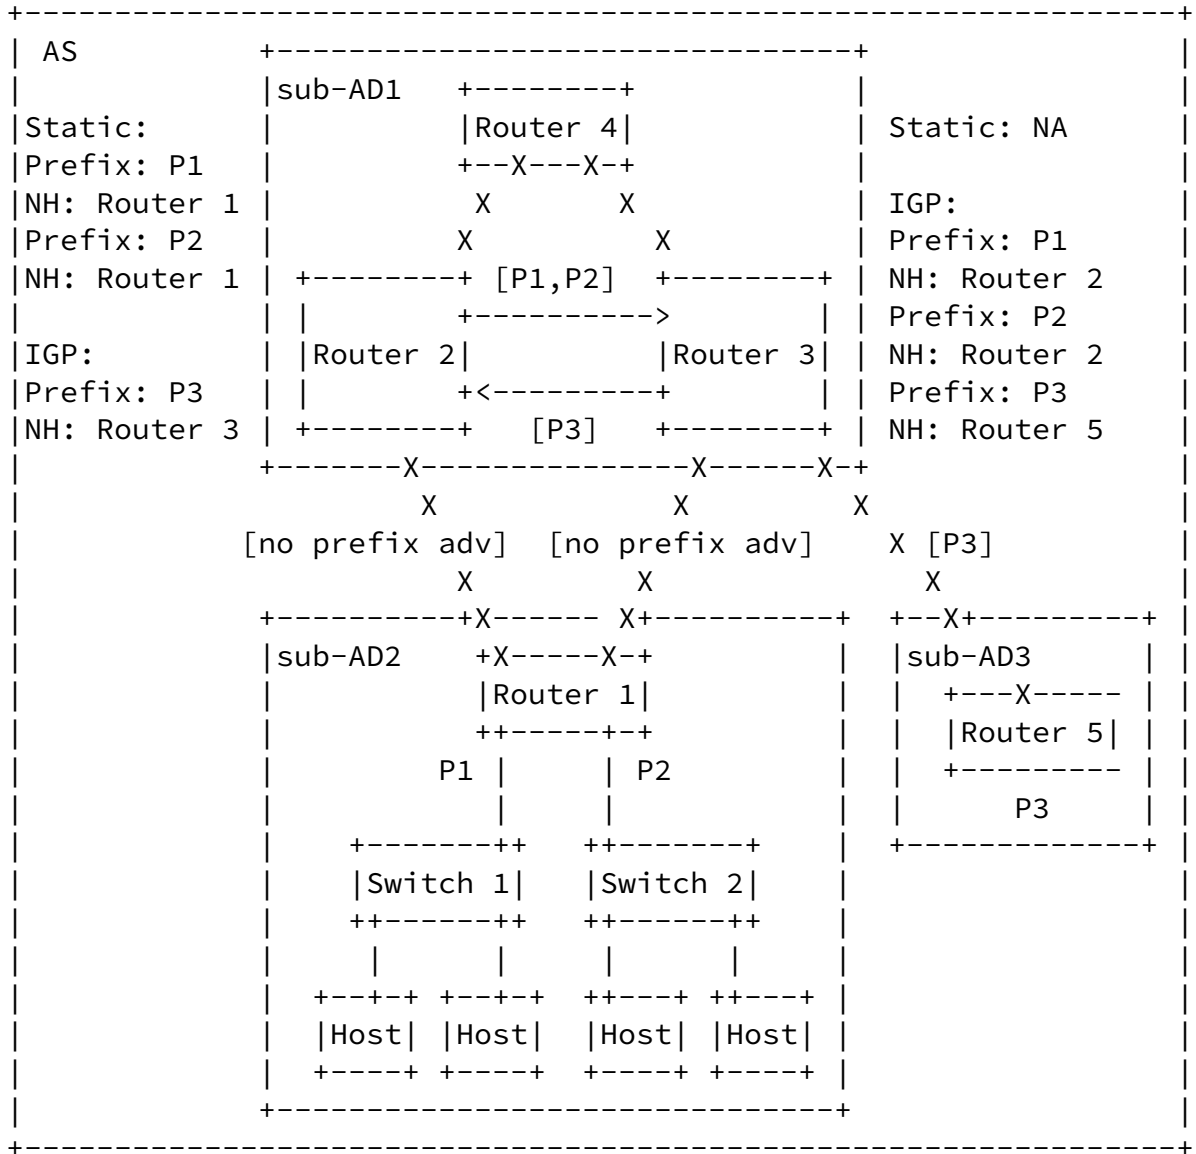 +----------------------------------------------------------------+
| AS            +--------------------------------+                 |
|               |sub-AD1   +--------+            |                 |
|Static:        |          |Router 4|            | Static: NA      |
|Prefix: P1     |          +--X---X-+            |                 |
|NH: Router 1   |           X       X            | IGP:            |
|Prefix: P2     |          X          X          | Prefix: P1      |
|NH: Router 1   | +--------+ [P1,P2]  +--------+ | NH: Router 2    |
|               | |        +---------->        | | Prefix: P2      |
|IGP:           | |Router 2|          |Router 3| | NH: Router 2    |
|Prefix: P3     | |        +<---------+        | | Prefix: P3      |
|NH: Router 3   | +--------+   [P3]   +--------+ | NH: Router 5    |
|               +-------X---------------X------X-+                 |
|                        X             X         X                 |
|              [no prefix adv]  [no prefix adv]    X [P3]          |
|                          X         X               X             |
|               +----------+X------ X+----------+  +--X+---------+ |
|               |sub-AD2    +X-----X-+          |  |sub-AD3      | |
|               |           |Router 1|          |  |  +---X----- | |
|               |           ++-----+-+          |  |  |Router 5| | |
|               |         P1 |     | P2         |  |  +--------- | |
|               |            |     |            |  |      P3     | |
|               |    +-------++   ++-------+    |  +-------------+ |
|               |    |Switch 1|   |Switch 2|    |                  |
|               |    ++------++   ++------++    |                  |
|               |     |      |     |      |     |                  |
|               |  +--+-+ +--+-+  ++---+ ++---+ |                  |
|               |  |Host| |Host|  |Host| |Host| |                  |
|               |  +----+ +----+  +----+ +----+ |                  |
|               +-------------------------------+                  |
+----------------------------------------------------------------+